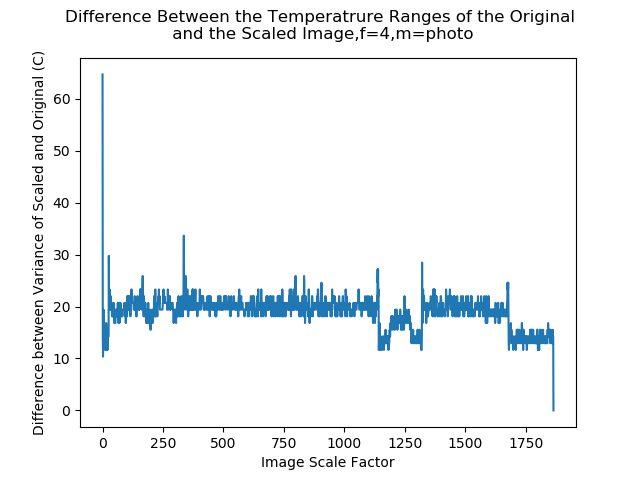 Difference Between the Temperatrure Ranges of the Original
and the Scaled Image,f=4,m=photo
Difference between Variance of Scaled and Original (C)
60
50
40
30
20
10
0
0 250 500 750 1000 1250 1500 1750
Image Scale Factor